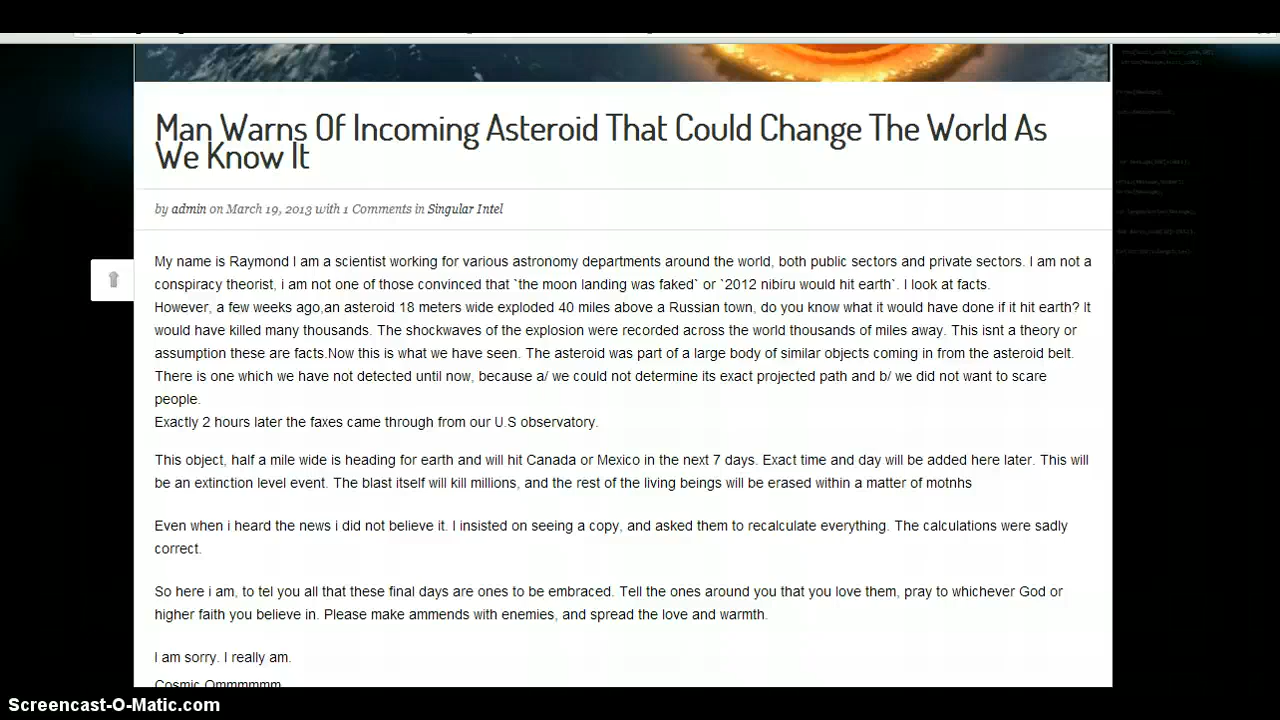 Man Warns Of Incoming Asteroid That Could Change The World As
We Know It
by admin on March 19, 2013 with 1 Comments in Singular Intel
My name is Raymond I am a scientist working for various astronomy departments around the world, both public sectors and private sectors. I am not a
conspiracy theorist, i am not one of those convinced that `the moon landing was faked` or `2012 nibiru would hit earth`. I look at facts.
However, a few weeks ago,an asteroid 18 meters wide exploded 40 miles above a Russian town, do you know what it would have done if it hit earth? It
would have killed many thousands. The shockwaves of the explosion were recorded across the world thousands of miles away. This isnt a theory or
assumption these are facts.Now this is what we have seen. The asteroid was part of a large body of similar objects coming in from the asteroid belt.
There is one which we have not detected until now, because a/ we could not determine its exact projected path and b/ we did not want to scare
people.
Exactly 2 hours later the faxes came through from our U.S observatory.
This object, half a mile wide is heading for earth and will hit Canada or Mexico in the next 7 days. Exact time and day will be added here later. This will
be an extinction level event. The blast itself will kill millions, and the rest of the living beings will be erased within a matter of motnhs
Even when i heard the news i did not believe it. I insisted on seeing a copy, and asked them to recalculate everything. The calculations were sadly
correct.
So here i am, to tell you all that these final days are ones to be embraced. Tell the ones around you that you love them, pray to whichever God or
higher faith you believe in. Please make ammends with enemies, and spread the love and warmth.
I am sorry. I really am.
Cosmic Ommmmmm
Screencast-O-Matic.com